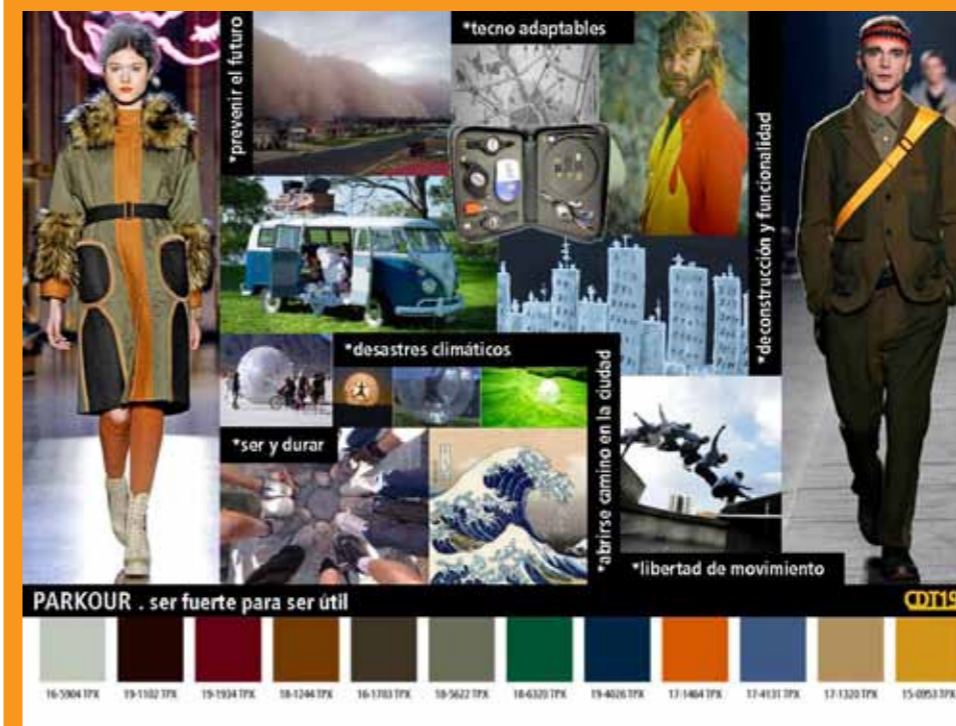 *prevenir el futuro
*tecno adaptables
*deconstrucción y funcionalidad
*desastres climáticos
*ser y durar
*abrirse camino en la ciudad
*libertad de movimiento
PARKOUR . ser fuerte para ser útil
CDT19
16-5904 TPX 19-1102 TPX 19-1934 TPX 18-1244 TPX 16-1703 TPX 18-5622 TPX 18-6320 TPX 19-4026 TPX 17-1464 TPX 17-4131 TPX 17-1320 TPX 15-0953 TPX